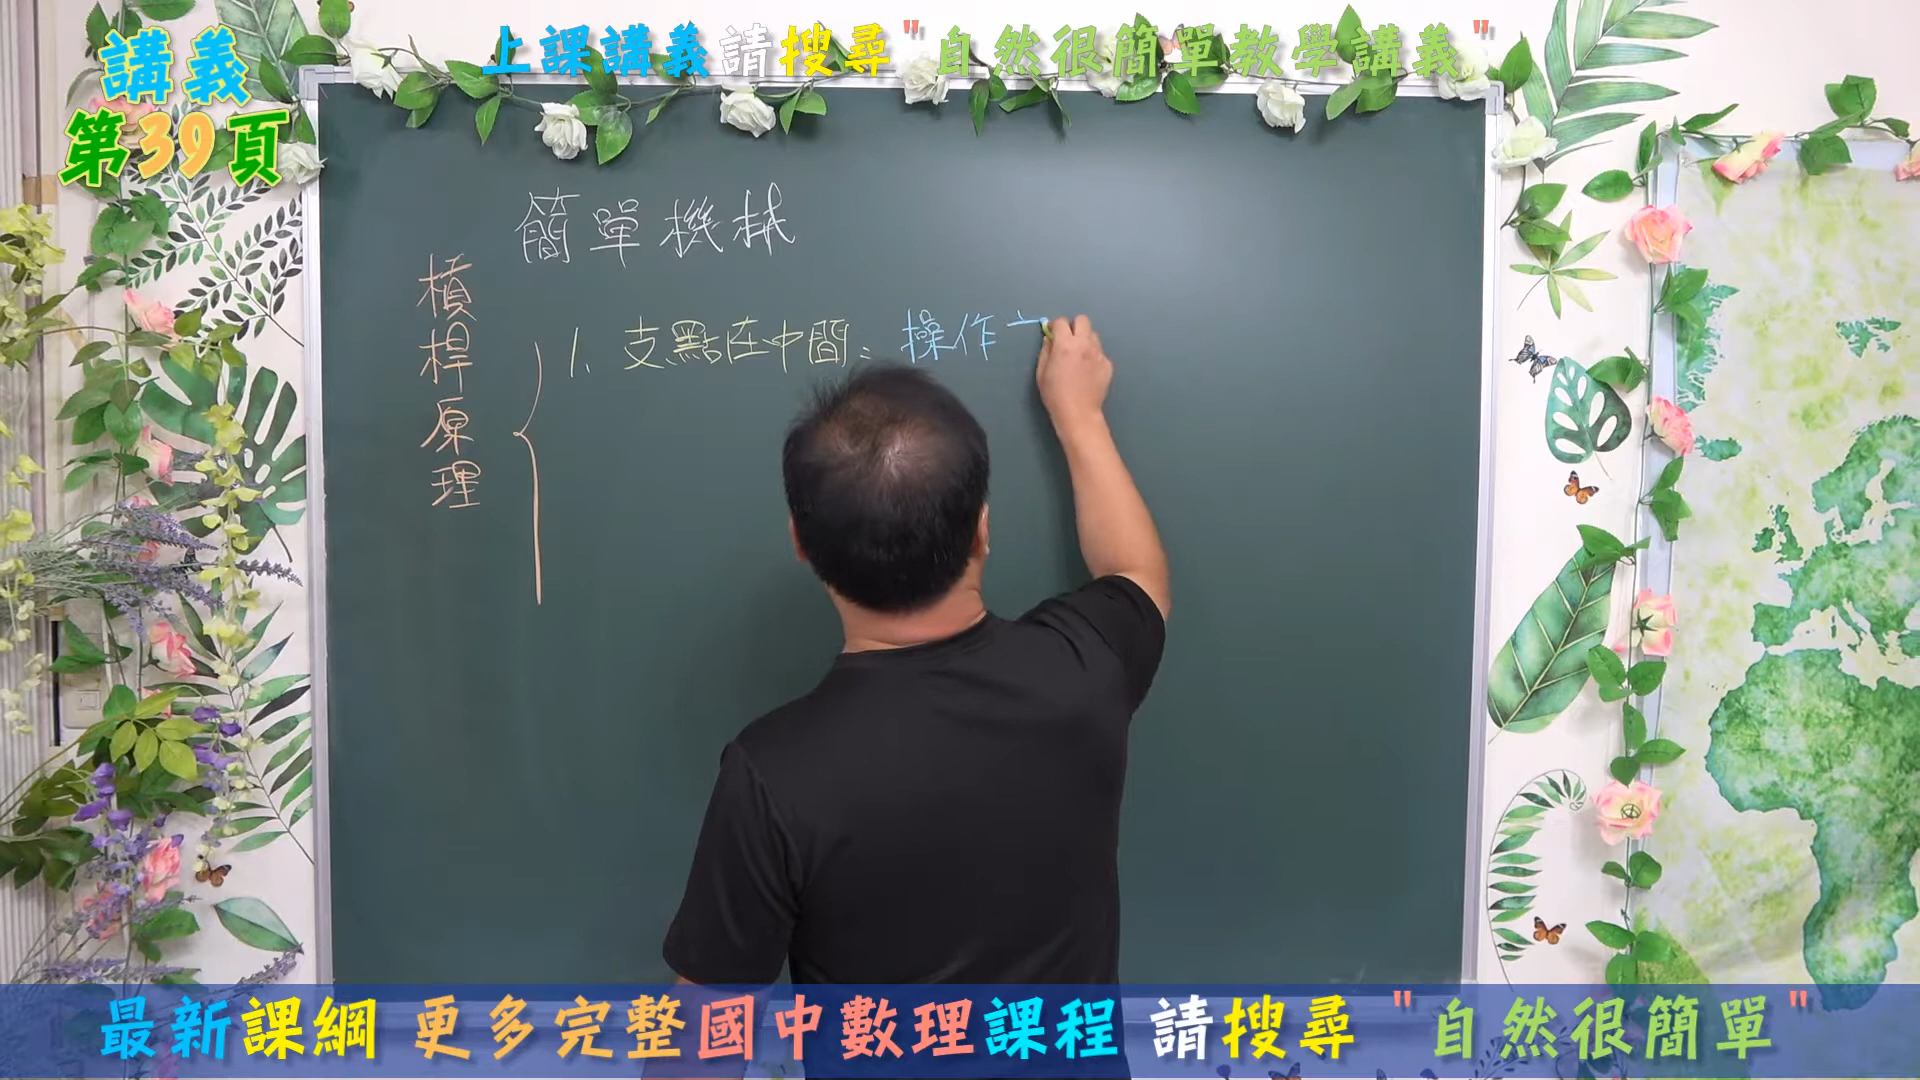 上課講義請搜尋"自然很簡單教學講義"
講義
第39頁
簡單機械
槓桿原理
1. 支點在中間：操作
最新課綱 更多完整國中數理課程 請搜尋 "自然很簡單"